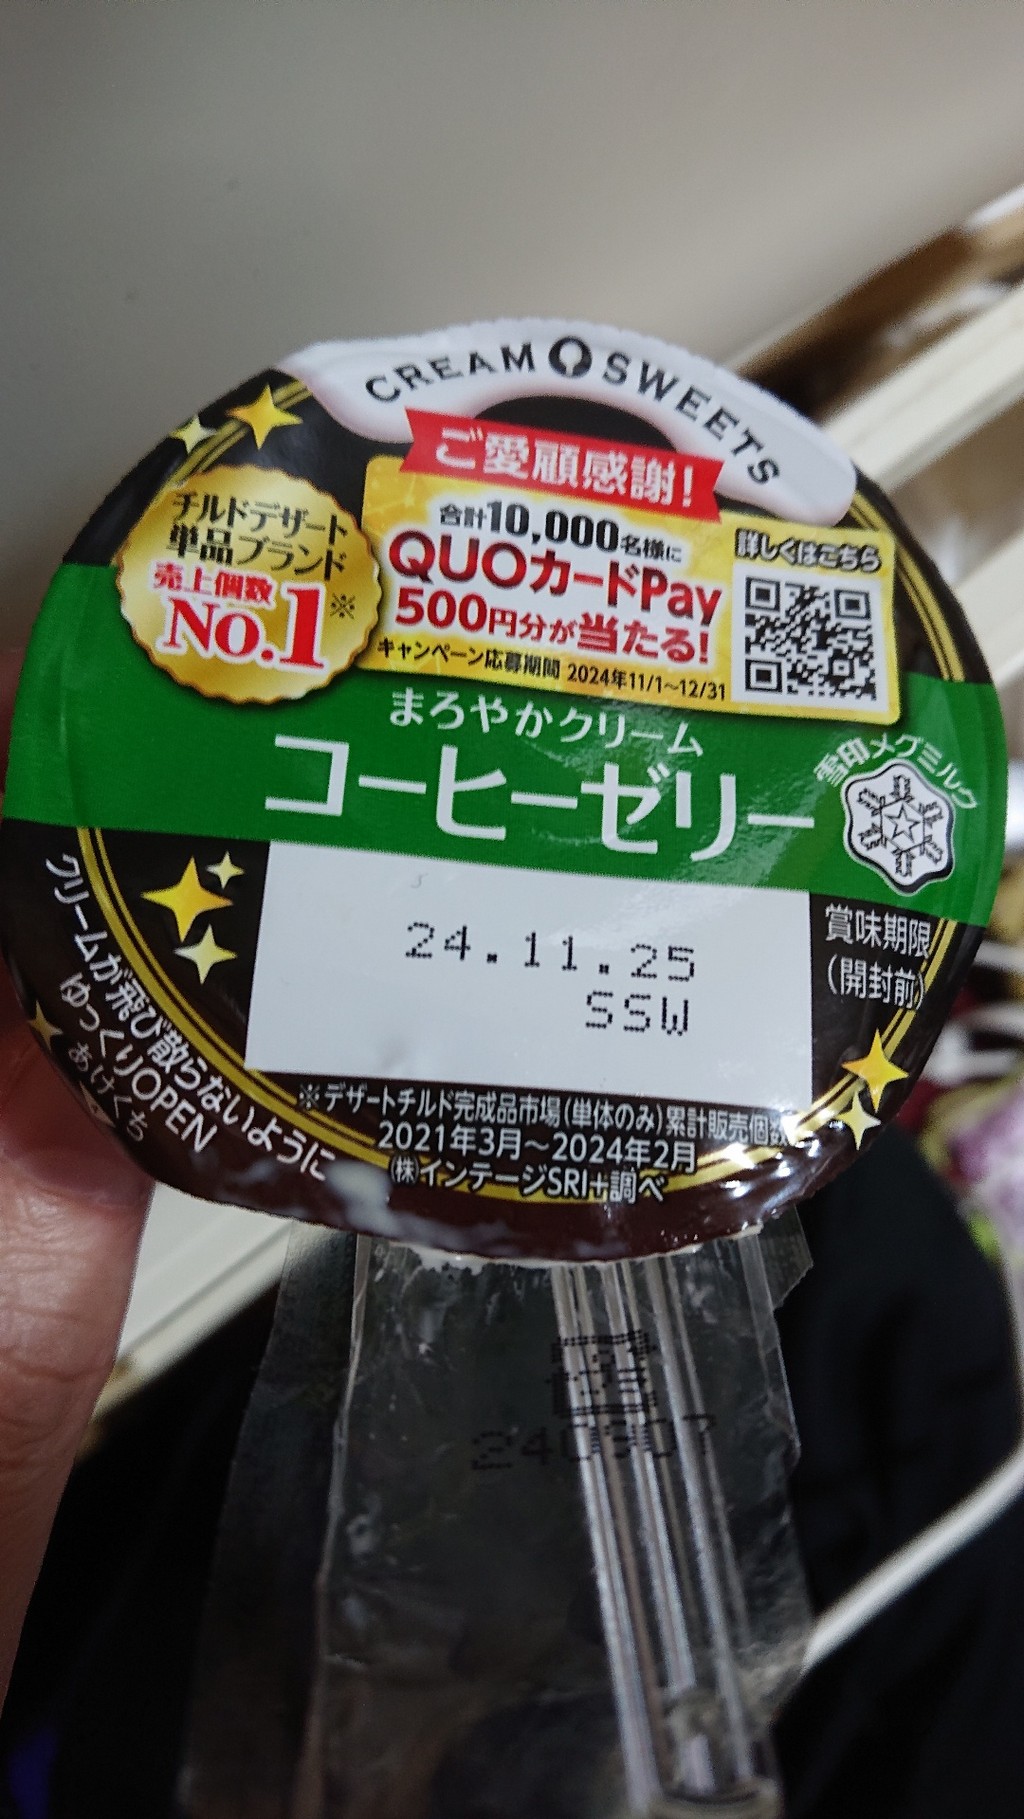 CREAM SWEETS
ご愛顧感謝!
合計10,000名様に
QUOカードPay
500円分が当たる!
キャンペーン応募期間 2024年11/1~12/31
詳しくはこちら
チルドデザート
単品ブランド
売上個数
No.1※
まろやかクリーム
コーヒーゼリー
雪印メグミルク
24.11.25
SSW
賞味期限
(開封前)
クリームが飛び散らないように
ゆっくりOPEN
あけくち
※デザートチルド完成品市場(単体のみ)累計販売個数
2021年3月～2024年2月
(株)インテージSRI+調べ